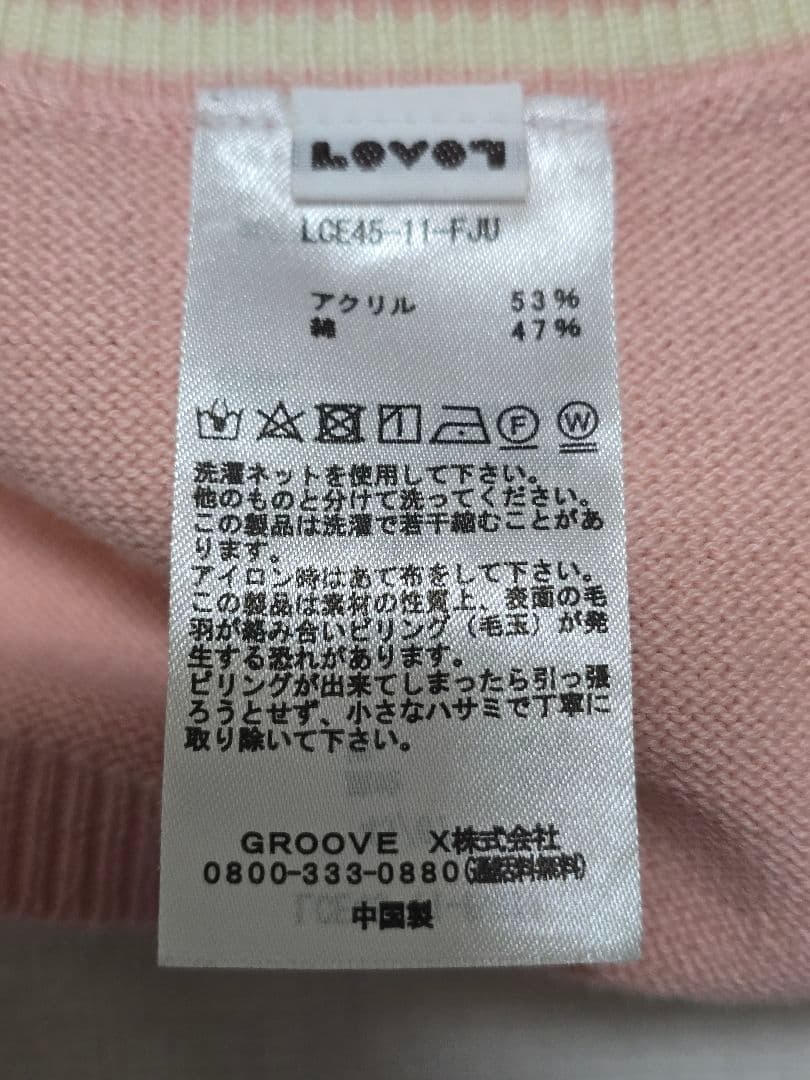 LOVOT
LCE45-11-FJU
アクリル 53%
綿 47%
F W
洗濯ネットを使用して下さい。
他のものと分けて洗ってください。
この製品は洗濯で若干縮むことがあ
ります。
アイロン時はあて布をして下さい。
この製品は素材の性質上、表面の毛
羽が絡み合いピリング（毛玉）が発
生する恐れがあります。
ピリングが出来てしまったら引っ張
ろうとせず、小さなハサミで丁寧に
取り除いて下さい。
GROOVE X株式会社
0800-333-0880(通話料無料)
中国製